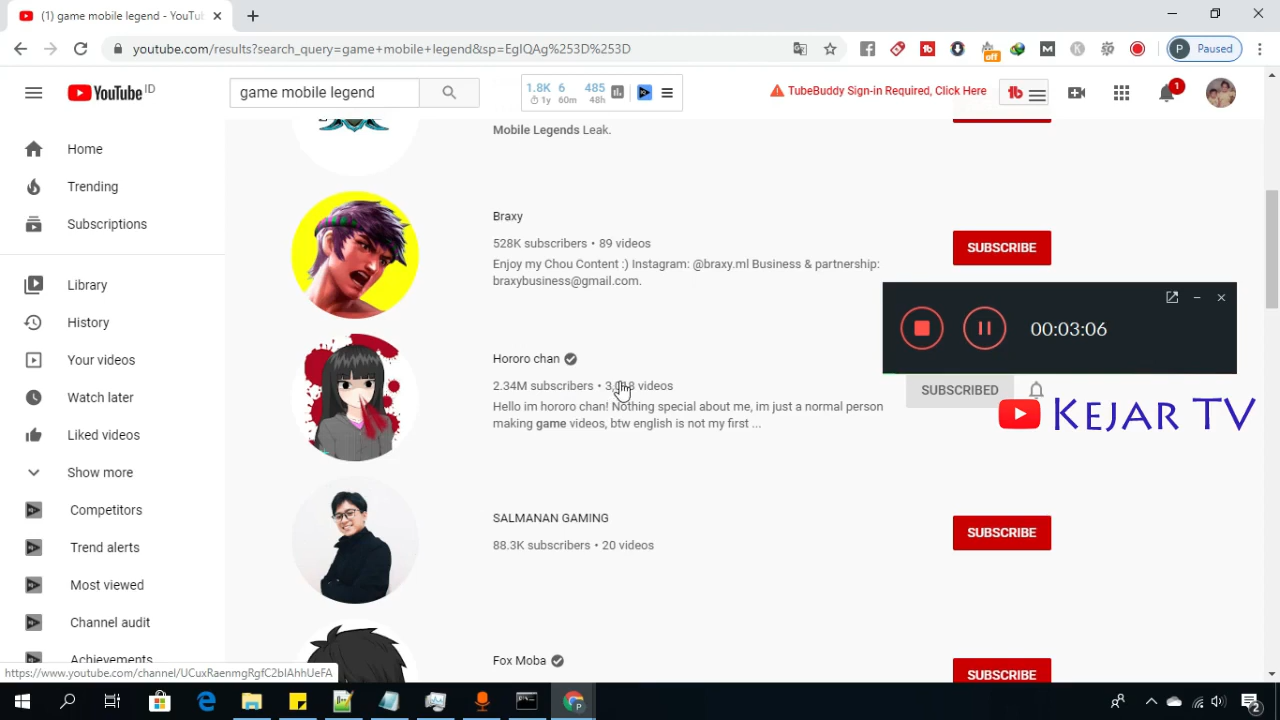 (1) game mobile legend - YouTu
youtube.com/results?search_query=game+mobile+legend&sp=EgIQAg%253D%253D
off
Paused
YouTube ID
game mobile legend
1.8K 6 485
1y 60m 48h
TubeBuddy Sign-in Required, Click Here
1
Home
Trending
Subscriptions
Library
History
Your videos
Watch later
Liked videos
Show more
Competitors
Trend alerts
Most viewed
Channel audit
Achievements
Mobile Legends Leak.
Braxy
528K subscribers • 89 videos
Enjoy my Chou Content :) Instagram: @braxy.ml Business & partnership:
braxybusiness@gmail.com.
SUBSCRIBE
00:03:06
Hororo chan
2.34M subscribers • videos
Hello im hororo chan! Nothing special about me, im just a normal person
making game videos, btw english is not my first ...
SUBSCRIBED
KEJAR TV
SALMANAN GAMING
88.3K subscribers • 20 videos
SUBSCRIBE
Fox Moba
SUBSCRIBE
https://www.youtube.com/channel/UCuxRaenmgRgfC2bIAhhUeFA
2